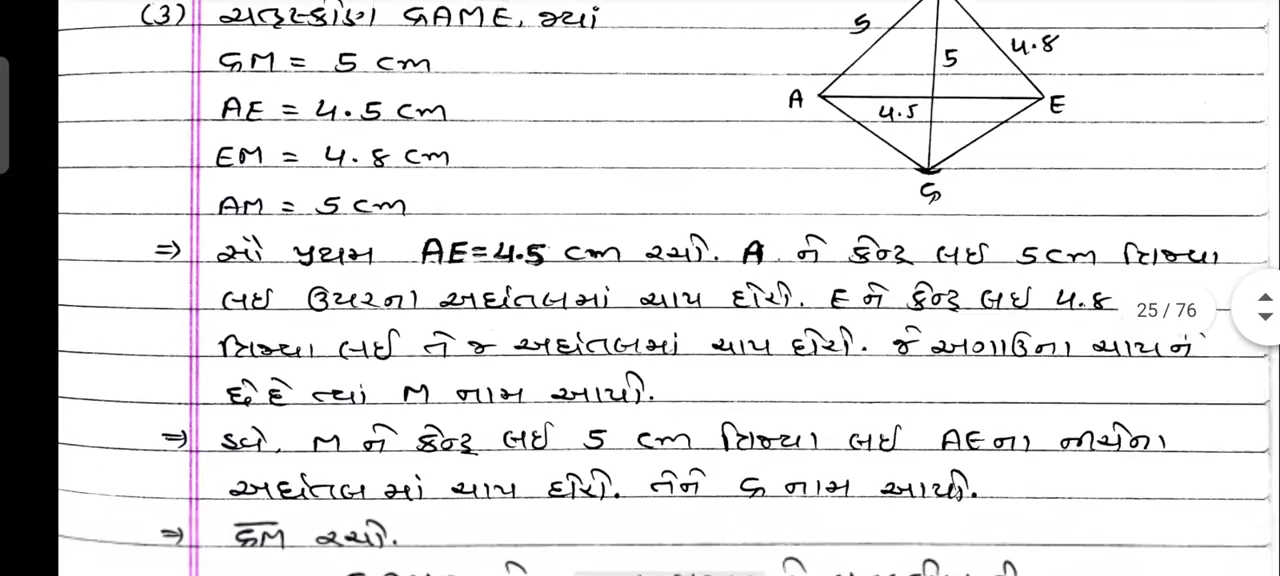 (3) ચતુષ્કોણ GAME, જ્યાં
5
GM = 5 cm
5
4.8
A
E
AE = 4.5 cm
4.5
EM = 4.8 cm
G
AM = 5 cm
⇒ સૌ પ્રથમ AE=4.5 cm રચો. A ને કેન્દ્ર લઈ 5cm ત્રિજ્યા
લઈ ઉપરના અર્ધતલમાં ચાપ દોરો. E ને કેન્દ્ર લઈ 4.8
25 / 76
ત્રિજ્યા લઈ તે જ અર્ધતલમાં ચાપ દોરો. જે અગાઉના ચાપને
છેદે ત્યાં M નામ આપો.
⇒ હવે, M ને કેન્દ્ર લઈ 5 cm ત્રિજ્યા લઈ AE ના નીચેના
અર્ધતલ માં ચાપ દોરો. તેને G નામ આપો.
⇒ GM રચો.